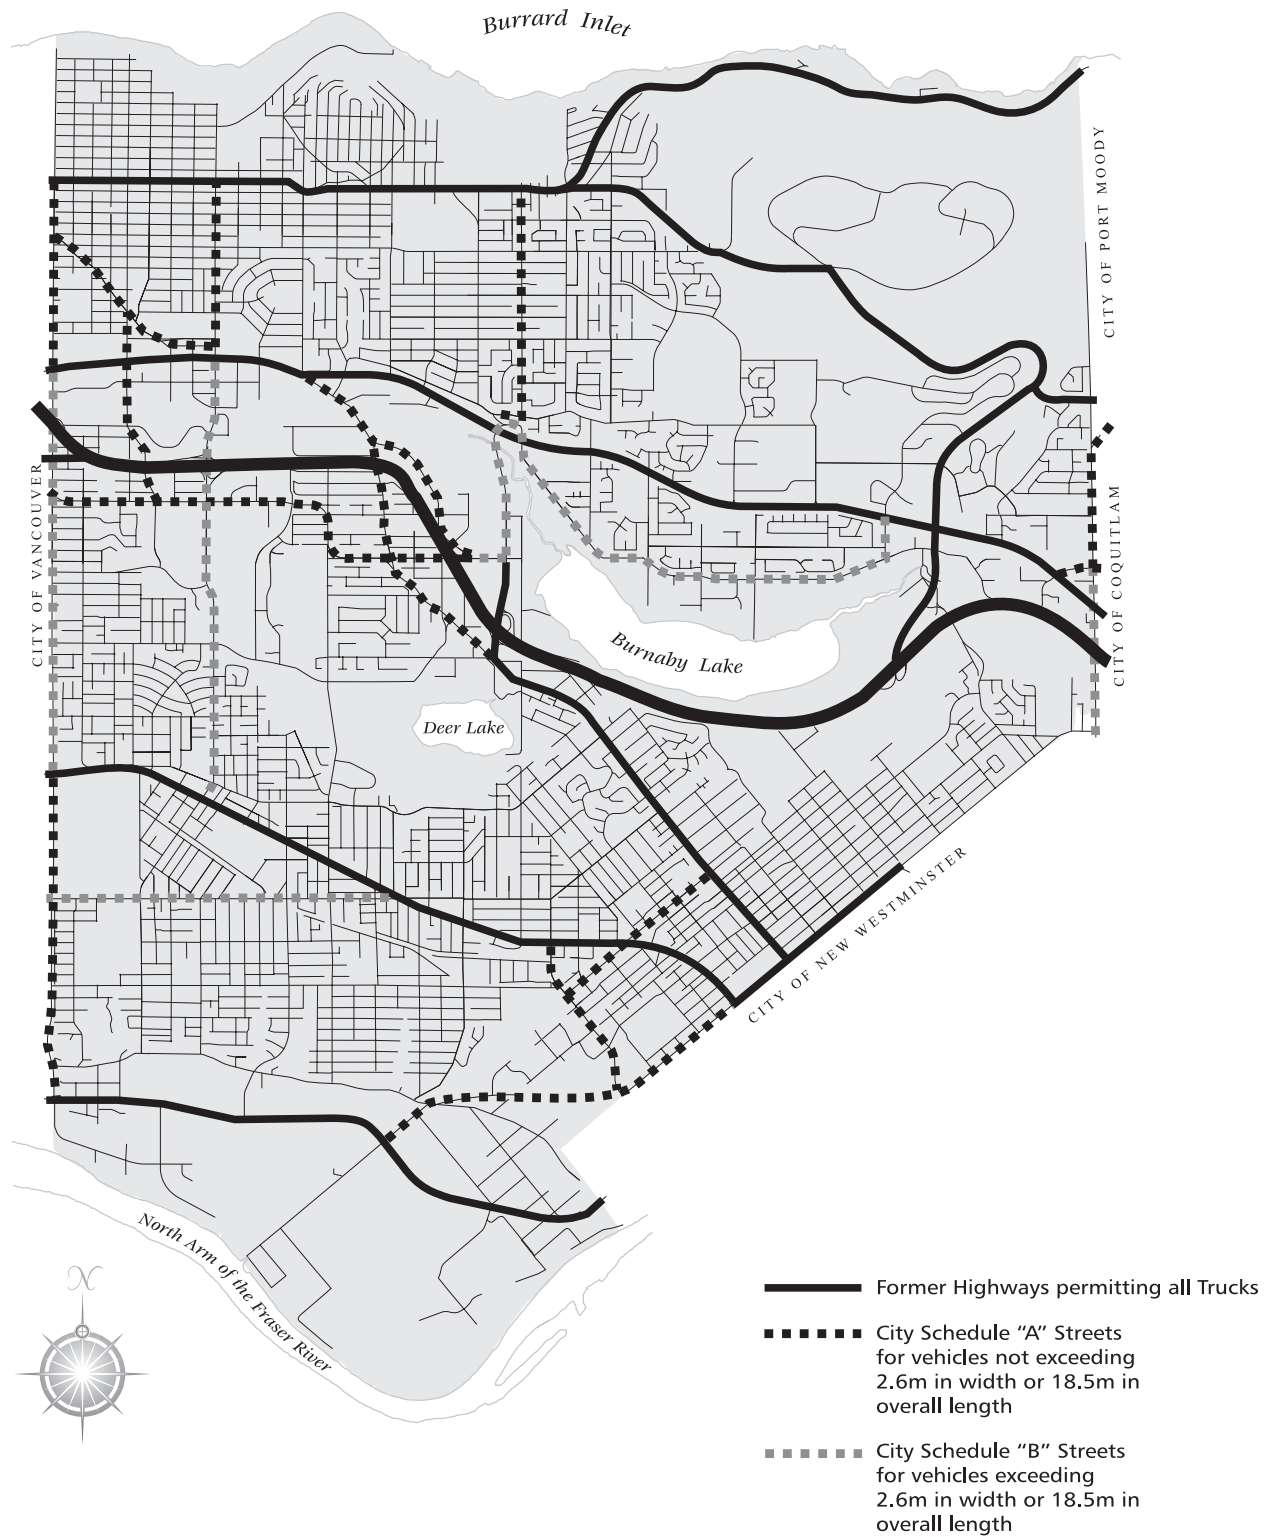 Burrard Inlet
CITY OF PORT MOODY
CITY OF VANCOUVER
CITY OF COQUITLAM
Burnaby Lake
Deer Lake
CITY OF NEW WESTMINSTER
North Arm of the Fraser River
N
Former Highways permitting all Trucks
City Schedule “A” Streets
for vehicles not exceeding
2.6m in width or 18.5m in
overall length
City Schedule “B” Streets
for vehicles exceeding
2.6m in width or 18.5m in
overall length